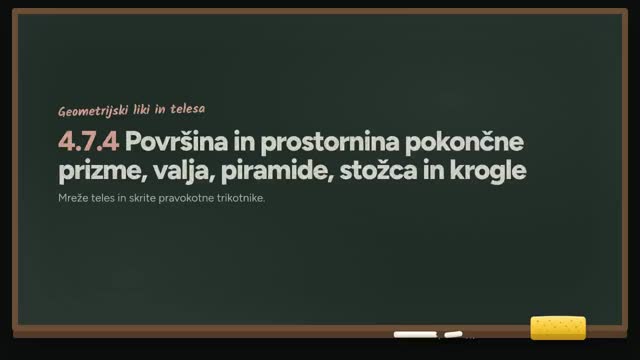 Geometrijski liki in telesa
4.7.4 Površina in prostornina pokončne
prizme, valja, piramide, stožca in krogle
Mreže teles in skrite pravokotne trikotnike.